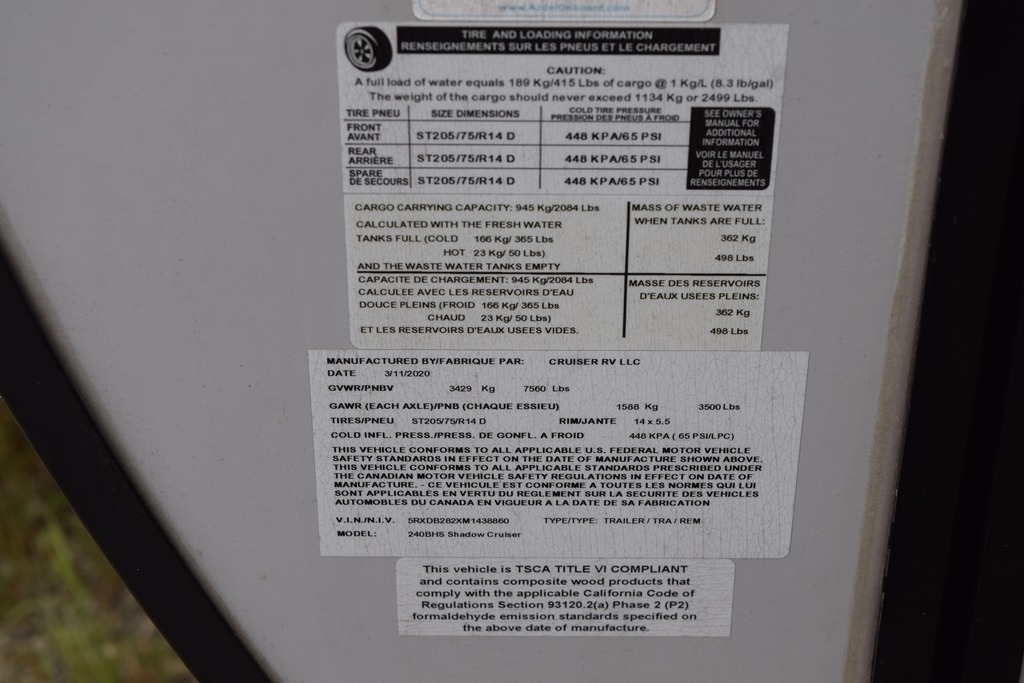 www.AzdelOnboard.com
TIRE AND LOADING INFORMATION
RENSEIGNEMENTS SUR LES PNEUS ET LE CHARGEMENT
CAUTION:
A full load of water equals 189 Kg/415 Lbs of cargo @ 1 Kg/L (8.3 lb/gal)
The weight of the cargo should never exceed 1134 Kg or 2499 Lbs.
TIRE PNEU SIZE DIMENSIONS COLD TIRE PRESSURE
PRESSION DES PNEUS À FROID
FRONT
AVANT ST205/75/R14 D 448 KPA/65 PSI
REAR
ARRIÈRE ST205/75/R14 D 448 KPA/65 PSI
SPARE
DE SECOURS ST205/75/R14 D 448 KPA/65 PSI
SEE OWNER'S
MANUAL FOR
ADDITIONAL
INFORMATION
VOIR LE MANUEL
DE L'USAGER
POUR PLUS DE
RENSEIGNEMENTS
CARGO CARRYING CAPACITY: 945 Kg/2084 Lbs
CALCULATED WITH THE FRESH WATER
TANKS FULL (COLD 166 Kg/ 365 Lbs
HOT 23 Kg/ 50 Lbs)
AND THE WASTE WATER TANKS EMPTY
MASS OF WASTE WATER
WHEN TANKS ARE FULL:
362 Kg
498 Lbs
CAPACITE DE CHARGEMENT: 945 Kg/2084 Lbs
CALCULEE AVEC LES RESERVOIRS D'EAU
DOUCE PLEINS (FROID 166 Kg/ 365 Lbs
CHAUD 23 Kg/ 50 Lbs)
ET LES RESERVOIRS D'EAUX USEES VIDES.
MASSE DES RESERVOIRS
D'EAUX USEES PLEINS:
362 Kg
498 Lbs
MANUFACTURED BY/FABRIQUE PAR: CRUISER RV LLC
DATE 3/11/2020
GVWR/PNBV 3429 Kg 7560 Lbs
GAWR (EACH AXLE)/PNB (CHAQUE ESSIEU) 1588 Kg 3500 Lbs
TIRES/PNEU ST205/75/R14 D RIM/JANTE 14 x 5.5
COLD INFL. PRESS./PRESS. DE GONFL. A FROID 448 KPA ( 65 PSI/LPC)
THIS VEHICLE CONFORMS TO ALL APPLICABLE U.S. FEDERAL MOTOR VEHICLE
SAFETY STANDARDS IN EFFECT ON THE DATE OF MANUFACTURE SHOWN ABOVE.
THIS VEHICLE CONFORMS TO ALL APPLICABLE STANDARDS PRESCRIBED UNDER
THE CANADIAN MOTOR VEHICLE SAFETY REGULATIONS IN EFFECT ON DATE OF
MANUFACTURE. - CE VEHICULE EST CONFORME A TOUTES LES NORMES QUI LUI
SONT APPLICABLES EN VERTU DU REGLEMENT SUR LA SECURITE DES VEHICLES
AUTOMOBILES DU CANADA EN VIGUEUR A LA DATE DE SA FABRICATION
V.I.N./N.I.V. 5RXDB282XM1438860 TYPE/TYPE: TRAILER / TRA / REM
MODEL: 240BHS Shadow Cruiser
This vehicle is TSCA TITLE VI COMPLIANT
and contains composite wood products that
comply with the applicable California Code of
Regulations Section 93120.2(a) Phase 2 (P2)
formaldehyde emission standards specified on
the above date of manufacture.